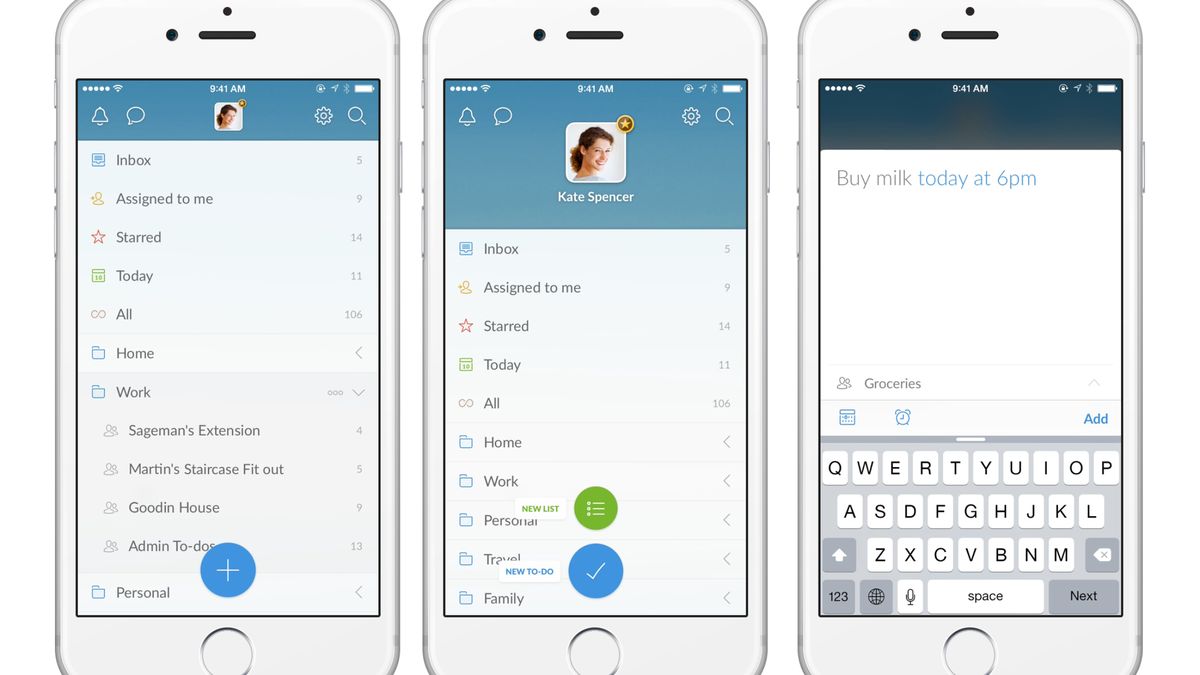 9:41 AM
Inbox 5
Assigned to me 9
Starred 14
10 Today 11
All 106
Home
Work
Sageman's Extension 4
Martin's Staircase Fit out 5
Goodin House 9
Admin To-dos 13
Personal
9:41 AM
Kate Spencer
Inbox 5
Assigned to me 9
Starred 14
10 Today 11
All 106
Home
Work
NEW LIST
Personal
Travel
NEW TO-DO
Family
9:41 AM
Buy milk today at 6pm
Groceries
Add
Q W E R T Y U I O P
A S D F G H J K L
Z X C V B N M
123 space Next